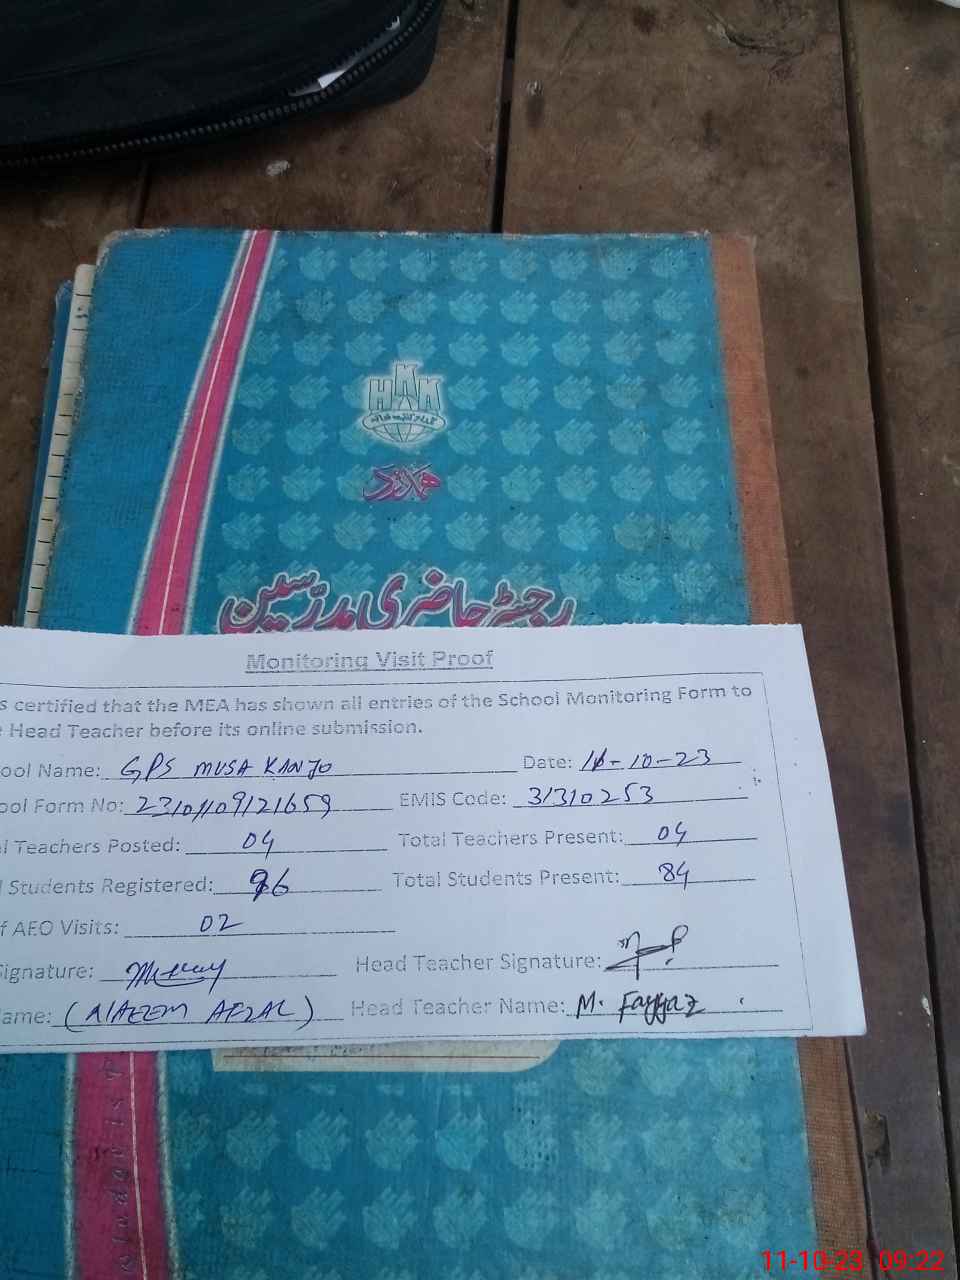 HKK
ہمدرد
رجسٹر حاضری مدرسین
Monitoring Visit Proof
s certified that the MEA has shown all entries of the School Monitoring Form to
Head Teacher before its online submission.
ool Name: GPS MUSA KANJO Date: 11-10-23
ool Form No: 23101109121659 EMIS Code: 31310253
l Teachers Posted: 04 Total Teachers Present: 04
l Students Registered: 96 Total Students Present: 84
f AEO Visits: 02
Signature: Head Teacher Signature:
ame: (NAEEM AFZAL) Head Teacher Name: M. Fayyaz
11-10-23 09:22